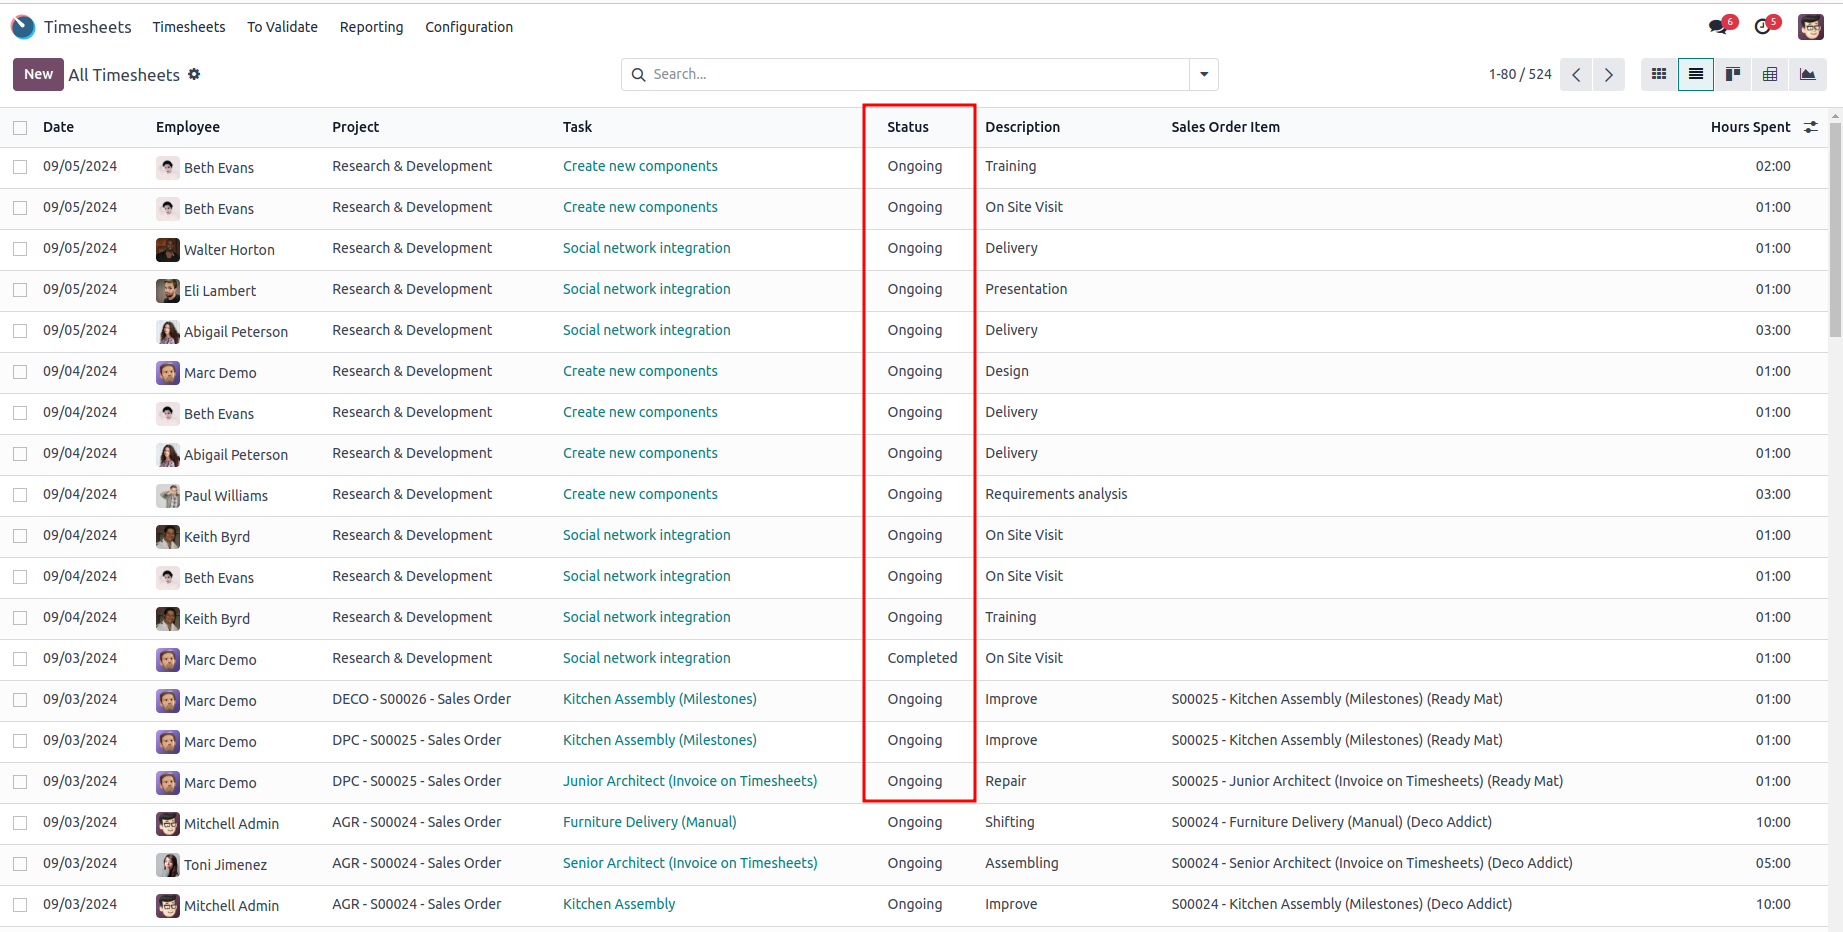 Timesheets Timesheets To Validate Reporting Configuration 6 5
New All Timesheets Search... 1-80 / 524
Date Employee Project Task Status Description Sales Order Item Hours Spent
09/05/2024 Beth Evans Research & Development Create new components Ongoing Training 02:00
09/05/2024 Beth Evans Research & Development Create new components Ongoing On Site Visit 01:00
09/05/2024 Walter Horton Research & Development Social network integration Ongoing Delivery 01:00
09/05/2024 Eli Lambert Research & Development Social network integration Ongoing Presentation 01:00
09/05/2024 Abigail Peterson Research & Development Social network integration Ongoing Delivery 03:00
09/04/2024 Marc Demo Research & Development Create new components Ongoing Design 01:00
09/04/2024 Beth Evans Research & Development Create new components Ongoing Delivery 01:00
09/04/2024 Abigail Peterson Research & Development Create new components Ongoing Delivery 01:00
09/04/2024 Paul Williams Research & Development Create new components Ongoing Requirements analysis 03:00
09/04/2024 Keith Byrd Research & Development Social network integration Ongoing On Site Visit 01:00
09/04/2024 Beth Evans Research & Development Social network integration Ongoing On Site Visit 01:00
09/04/2024 Keith Byrd Research & Development Social network integration Ongoing Training 01:00
09/03/2024 Marc Demo Research & Development Social network integration Completed On Site Visit 01:00
09/03/2024 Marc Demo DECO - S00026 - Sales Order Kitchen Assembly (Milestones) Ongoing Improve S00025 - Kitchen Assembly (Milestones) (Ready Mat) 01:00
09/03/2024 Marc Demo DPC - S00025 - Sales Order Kitchen Assembly (Milestones) Ongoing Improve S00025 - Kitchen Assembly (Milestones) (Ready Mat) 01:00
09/03/2024 Marc Demo DPC - S00025 - Sales Order Junior Architect (Invoice on Timesheets) Ongoing Repair S00025 - Junior Architect (Invoice on Timesheets) (Ready Mat) 01:00
09/03/2024 Mitchell Admin AGR - S00024 - Sales Order Furniture Delivery (Manual) Ongoing Shifting S00024 - Furniture Delivery (Manual) (Deco Addict) 10:00
09/03/2024 Toni Jimenez AGR - S00024 - Sales Order Senior Architect (Invoice on Timesheets) Ongoing Assembling S00024 - Senior Architect (Invoice on Timesheets) (Deco Addict) 05:00
09/03/2024 Mitchell Admin AGR - S00024 - Sales Order Kitchen Assembly Ongoing Improve S00024 - Kitchen Assembly (Milestones) (Deco Addict) 10:00